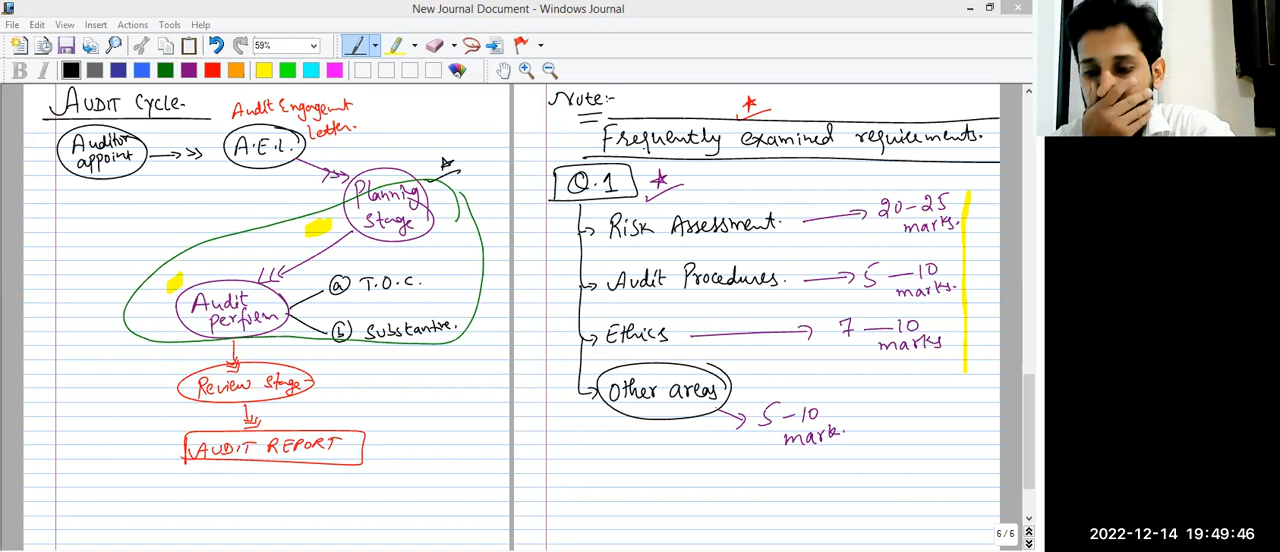 New Journal Document - Windows Journal
File Edit View Insert Actions Tools Help
59%
B I
AUDIT Cycle-
Audit Engagement
Letter.
Auditor
appoint
A.E.L.
Planning
Stage
Audit
perform
(a) T.O.C.
(b) Substantive.
Review Stage
AUDIT REPORT
Note:-
Frequently examined requirements.
Q.1
Risk Assessment. 20-25
marks.
Audit Procedures. 5-10
marks.
Ethics 7-10
marks
Other areas
5-10
mark.
6/6
2022-12-14 19:49:46